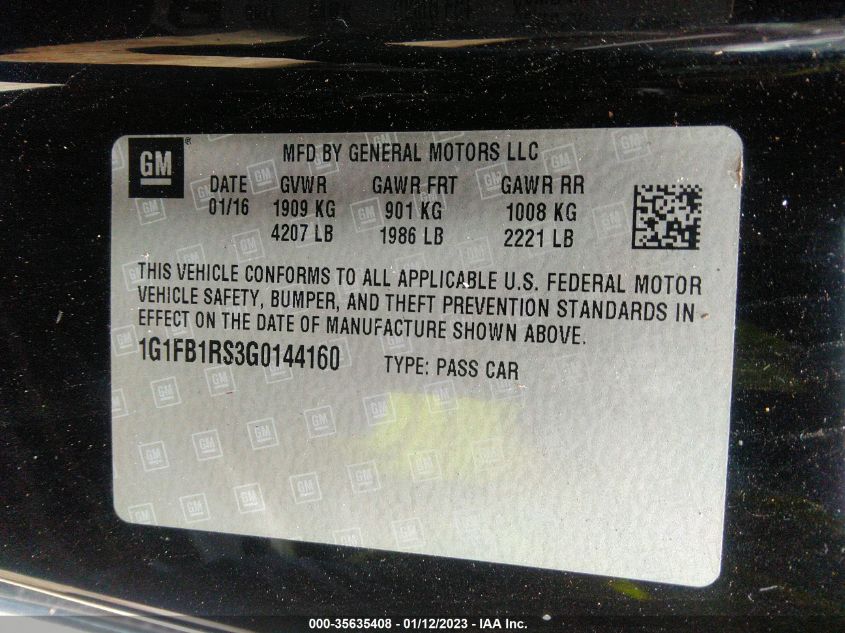 GM ®
MFD BY GENERAL MOTORS LLC
DATE GVWR GAWR FRT GAWR RR
01/16 1909 KG 901 KG 1008 KG
4207 LB 1986 LB 2221 LB
THIS VEHICLE CONFORMS TO ALL APPLICABLE U.S. FEDERAL MOTOR
VEHICLE SAFETY, BUMPER, AND THEFT PREVENTION STANDARDS IN
EFFECT ON THE DATE OF MANUFACTURE SHOWN ABOVE.
1G1FB1RS3G0144160 TYPE: PASS CAR
000-35635408 - 01/12/2023 - IAA Inc.